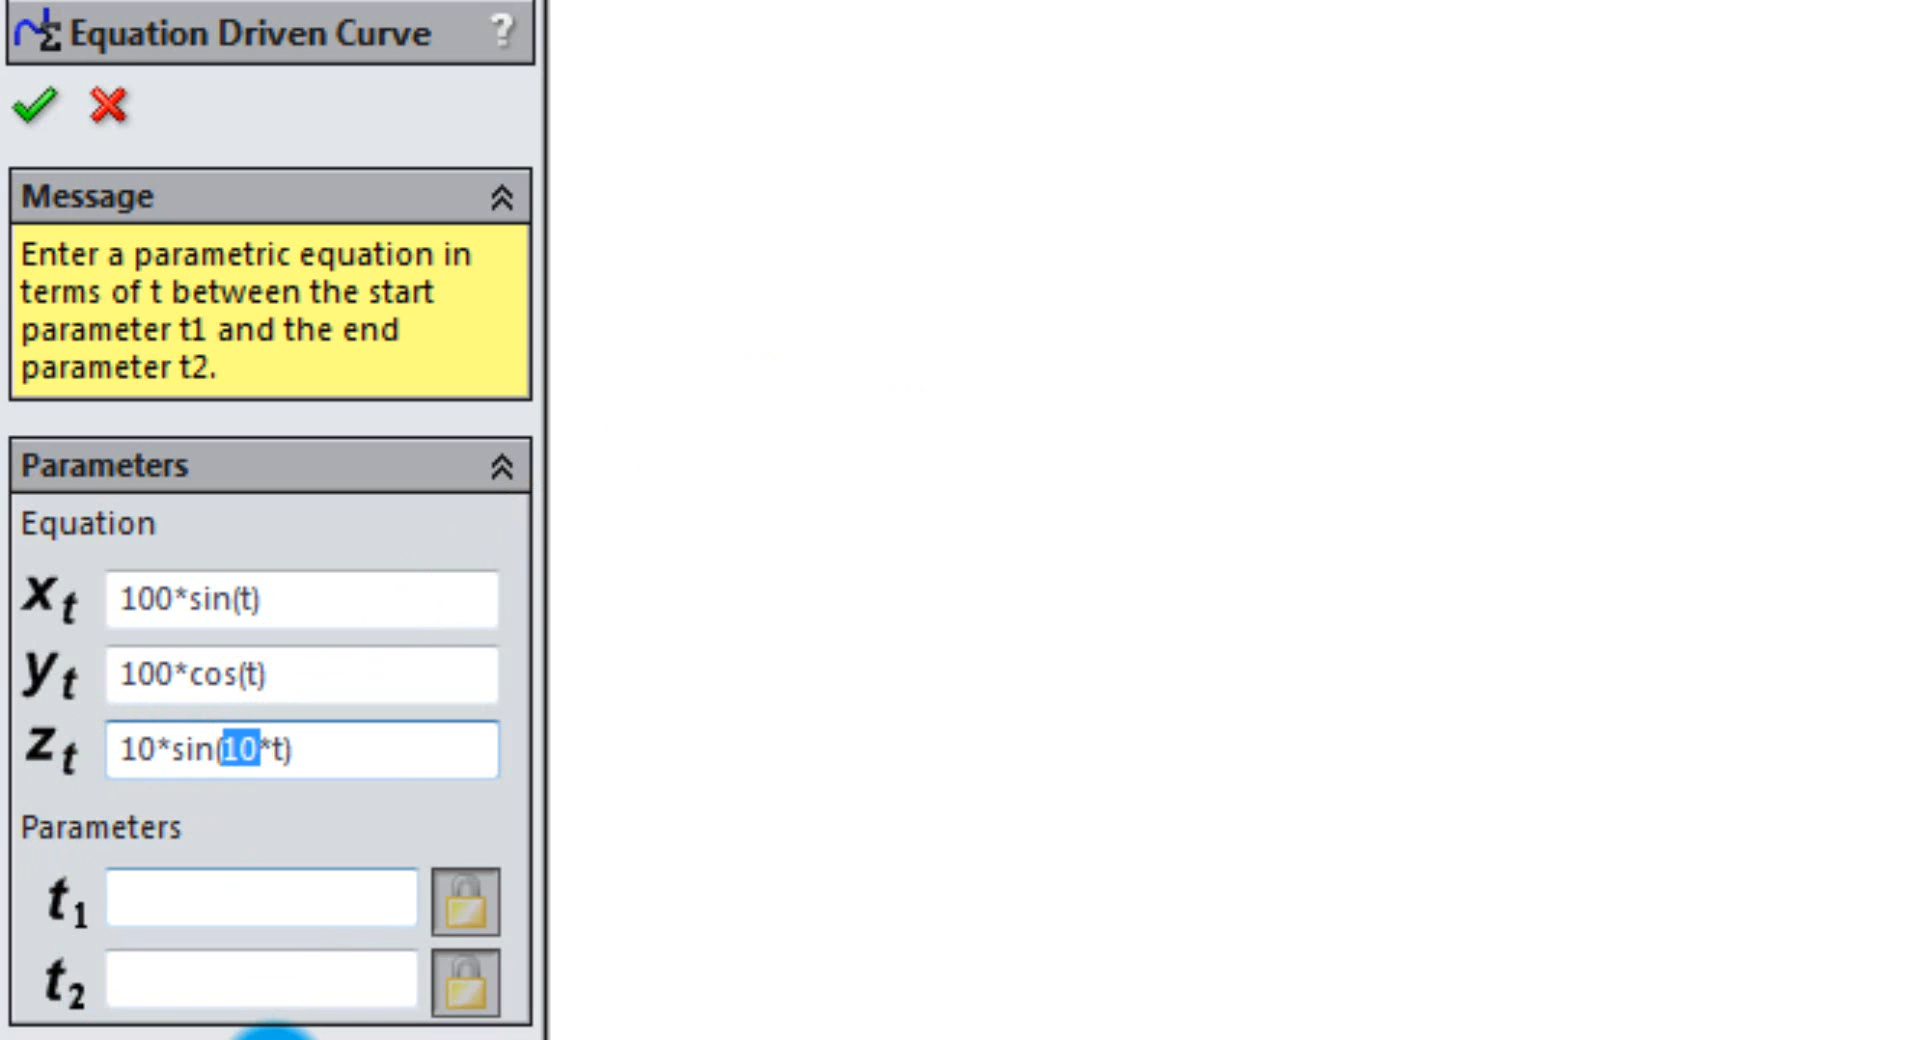 Equation Driven Curve ?
Message
Enter a parametric equation in
terms of t between the start
parameter t1 and the end
parameter t2.
Parameters
Equation
xt 100*sin(t)
yt 100*cos(t)
zt 10*sin(10*t)
Parameters
t1
t2